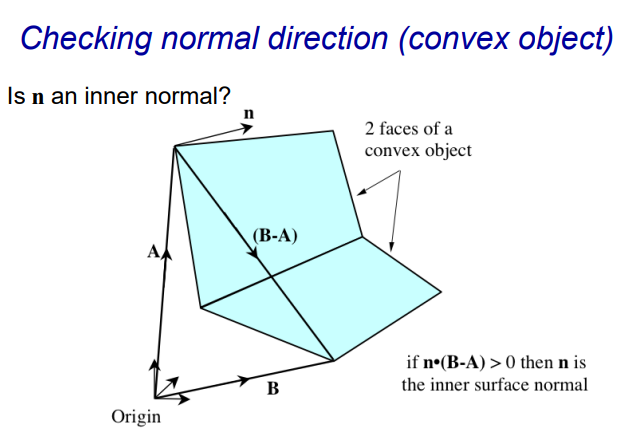 Checking normal direction (convex object)
Is n an inner normal?
n
2 faces of a
convex object
(B-A)
A
if n•(B-A) > 0 then n is
the inner surface normal
B
Origin